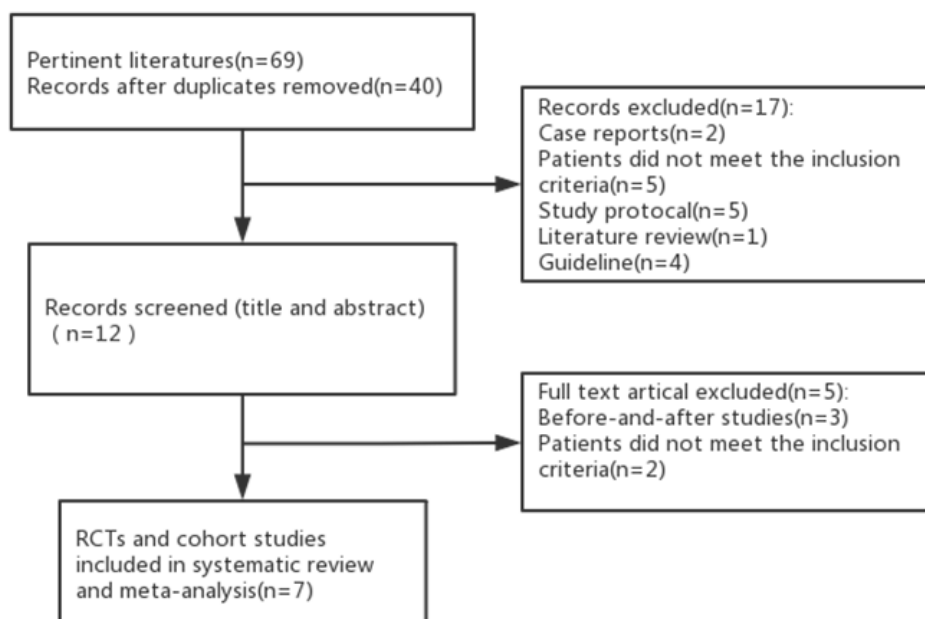 Pertinent literatures(n=69)
Records after duplicates removed(n=40)
Records excluded(n=17):
Case reports(n=2)
Patients did not meet the inclusion
criteria(n=5)
Study protocal(n=5)
Literature review(n=1)
Guideline(n=4)
Records screened (title and abstract)
( n=12 )
Full text artical excluded(n=5):
Before-and-after studies(n=3)
Patients did not meet the inclusion
criteria(n=2)
RCTs and cohort studies
included in systematic review
and meta-analysis(n=7)